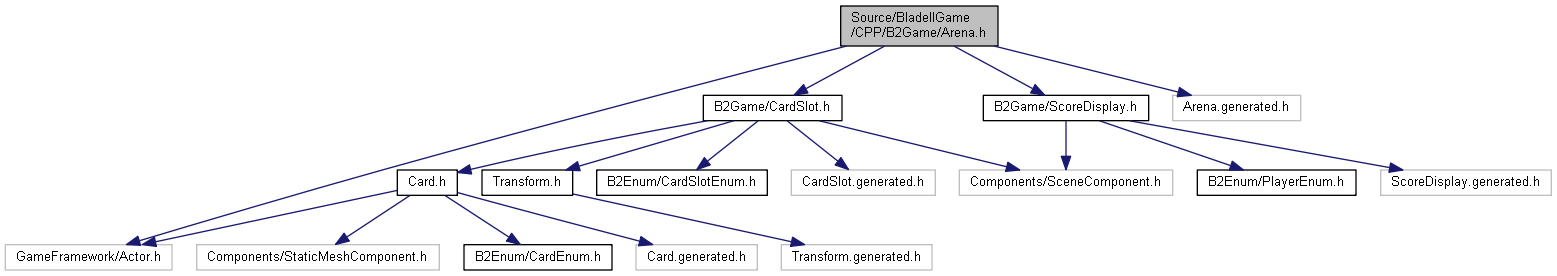 Source/BladeIIGame
/CPP/B2Game/Arena.h
B2Game/CardSlot.h
B2Game/ScoreDisplay.h
Arena.generated.h
Card.h
Transform.h
B2Enum/CardSlotEnum.h
CardSlot.generated.h
Components/SceneComponent.h
B2Enum/PlayerEnum.h
ScoreDisplay.generated.h
GameFramework/Actor.h
Components/StaticMeshComponent.h
B2Enum/CardEnum.h
Card.generated.h
Transform.generated.h